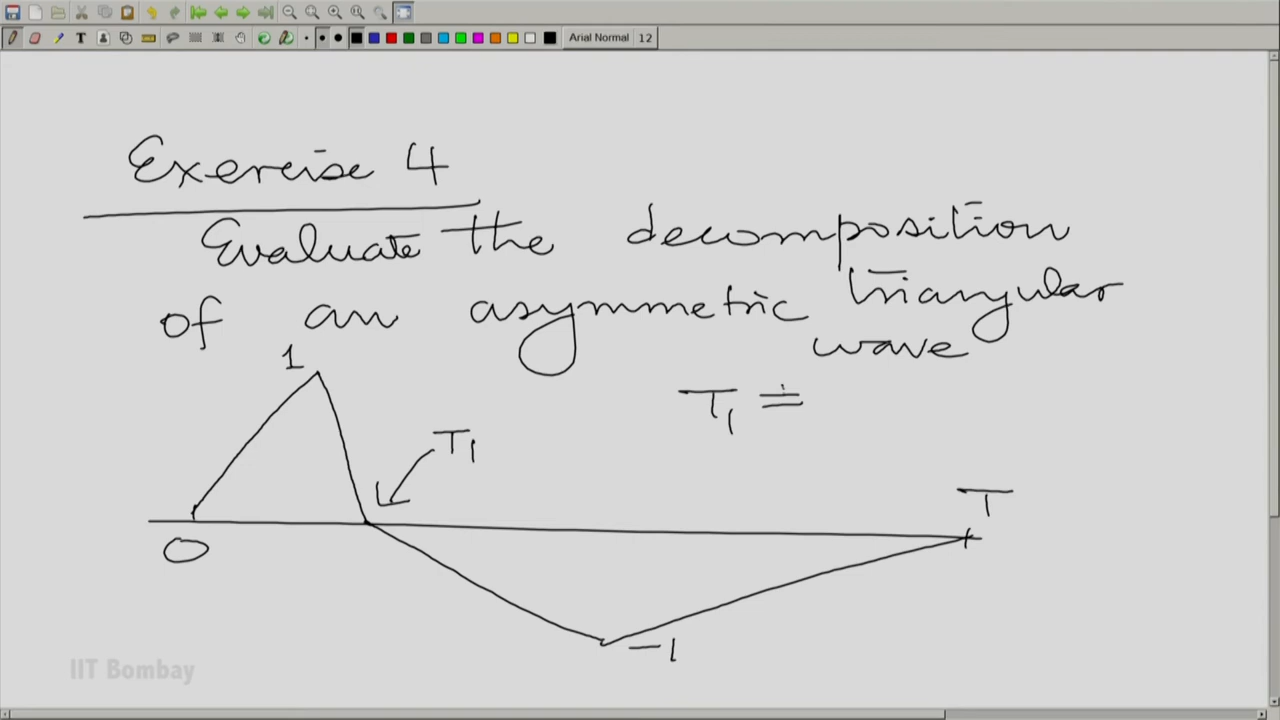 Arial Normal 12
Exercise 4
Evaluate the decomposition
of an asymmetric triangular
wave
1
T₁ ≐
T₁
T
0
-1
IIT Bombay